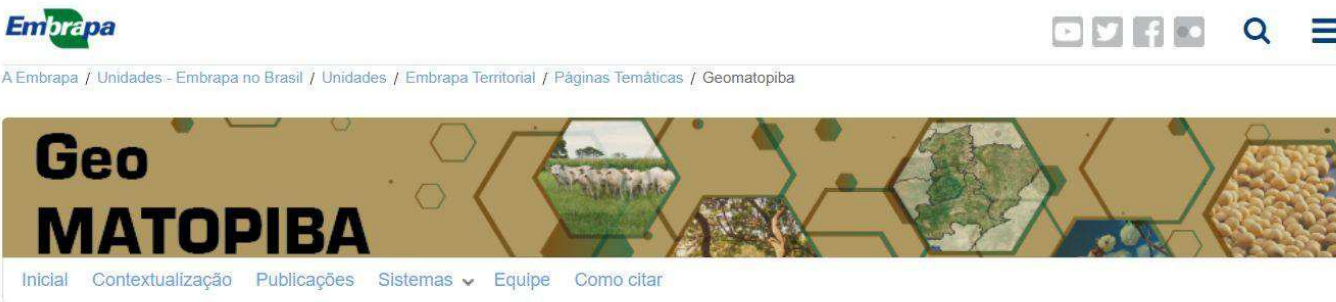 Embrapa
A Embrapa / Unidades - Embrapa no Brasil / Unidades / Embrapa Territorial / Páginas Temáticas / Geomatopiba
Geo
MATOPIBA
Inicial Contextualização Publicações Sistemas Equipe Como citar